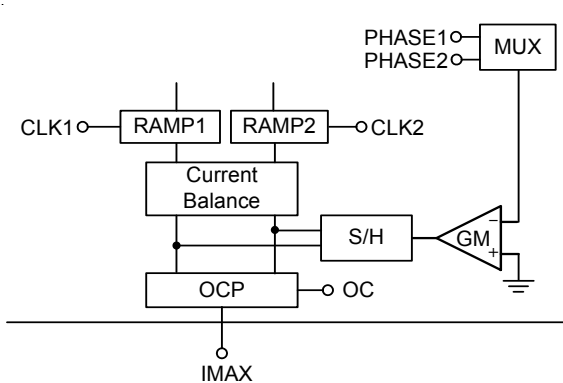 PHASE1
PHASE2
MUX
CLK1
RAMP1
RAMP2
CLK2
Current
Balance
S/H
GM
−
+
OCP
OC
IMAX